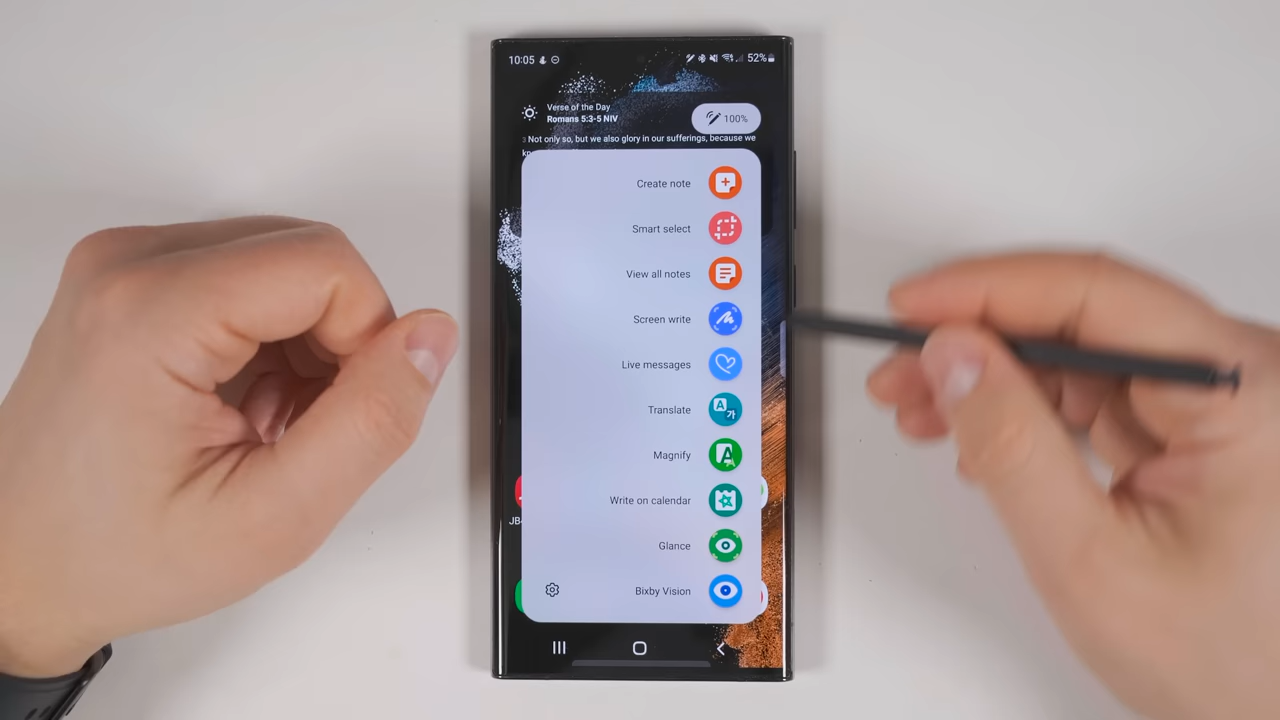 10:05
52%
Verse of the Day
Romans 5:3-5 NIV
100%
3 Not only so, but we also glory in our sufferings, because we
Create note
Smart select
View all notes
Screen write
Live messages
Translate
Magnify
Write on calendar
Glance
Bixby Vision